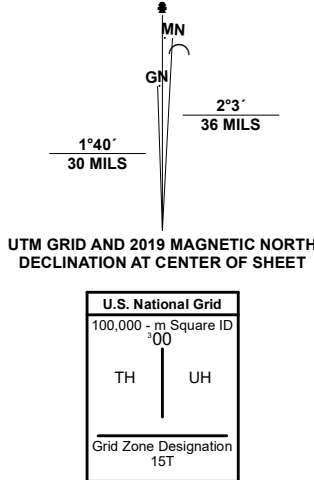 MN
GN
2°3´
36 MILS
1°40´
30 MILS
UTM GRID AND 2019 MAGNETIC NORTH
DECLINATION AT CENTER OF SHEET
U.S. National Grid
100,000 - m Square ID
³00
TH UH
Grid Zone Designation
15T